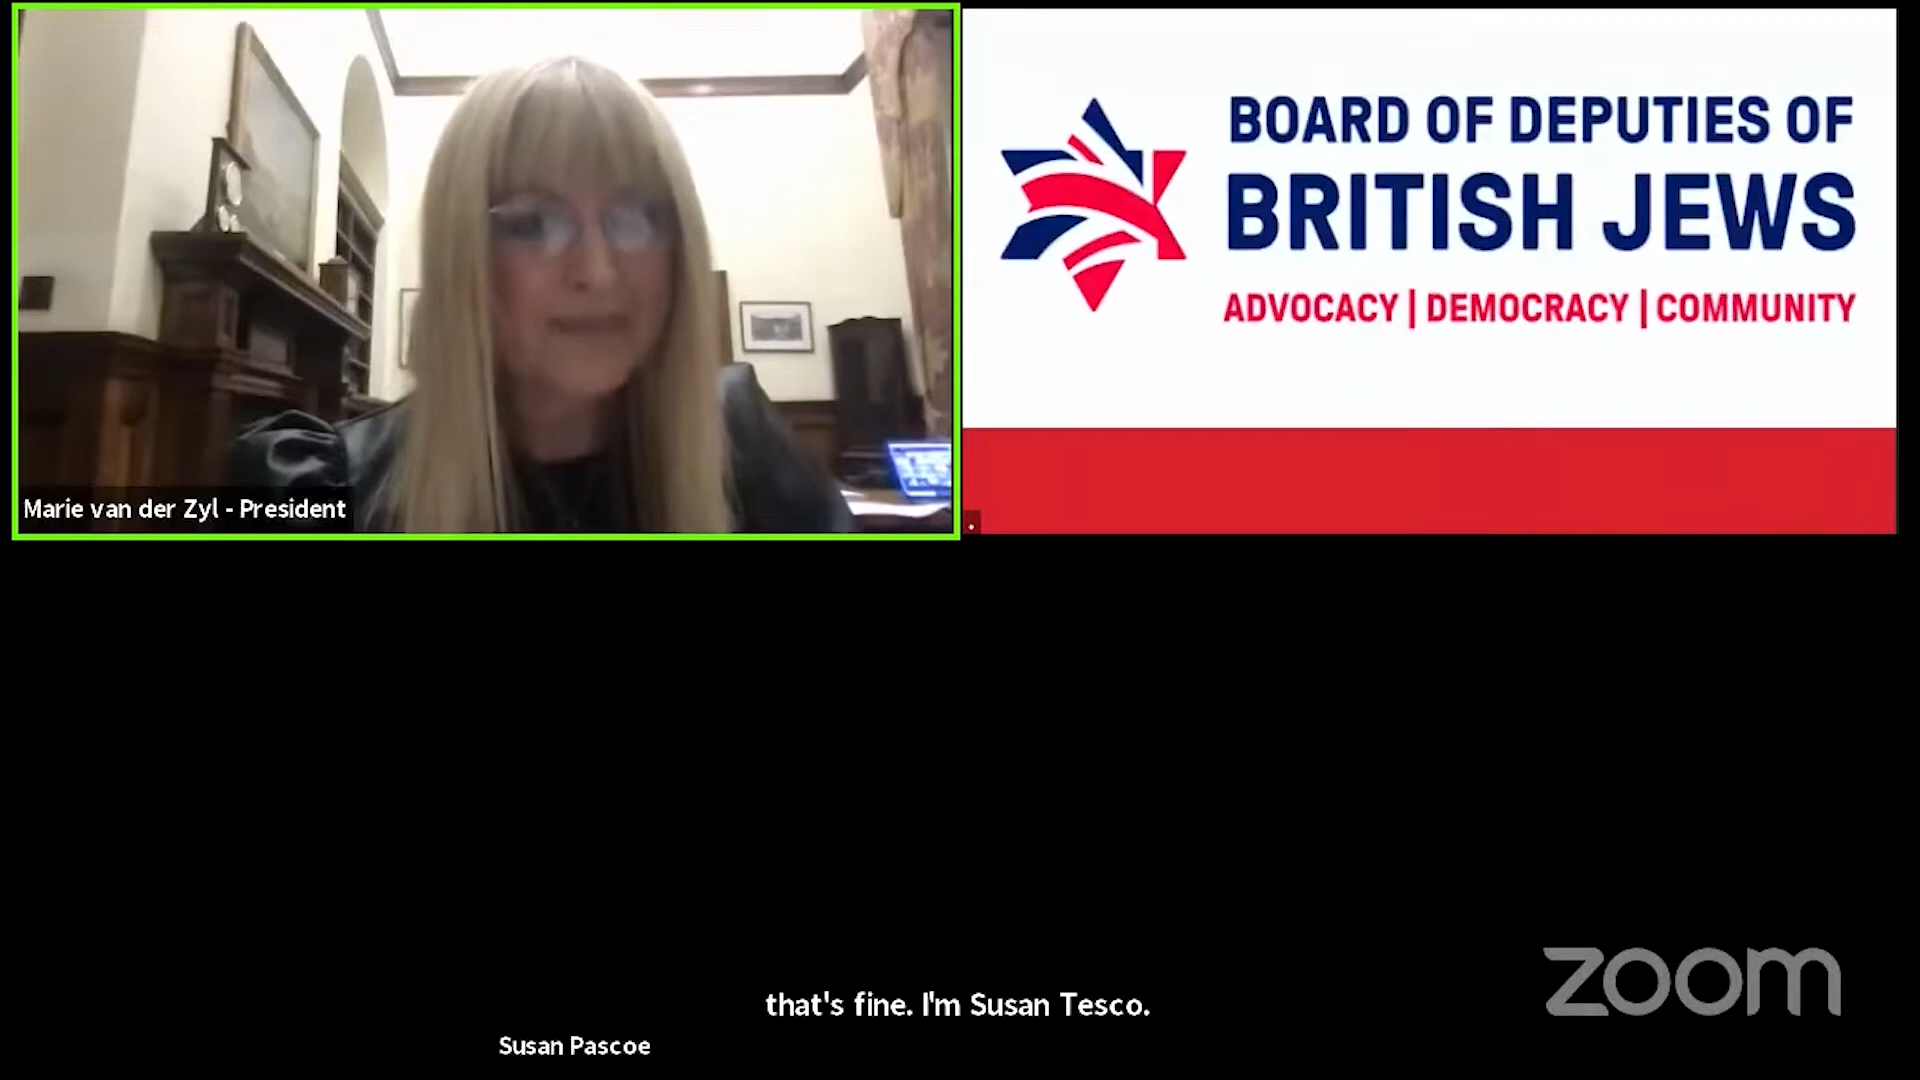 BOARD OF DEPUTIES OF
BRITISH JEWS
ADVOCACY | DEMOCRACY | COMMUNITY
Marie van der Zyl - President
zoom
that's fine. I'm Susan Tesco.
Susan Pascoe